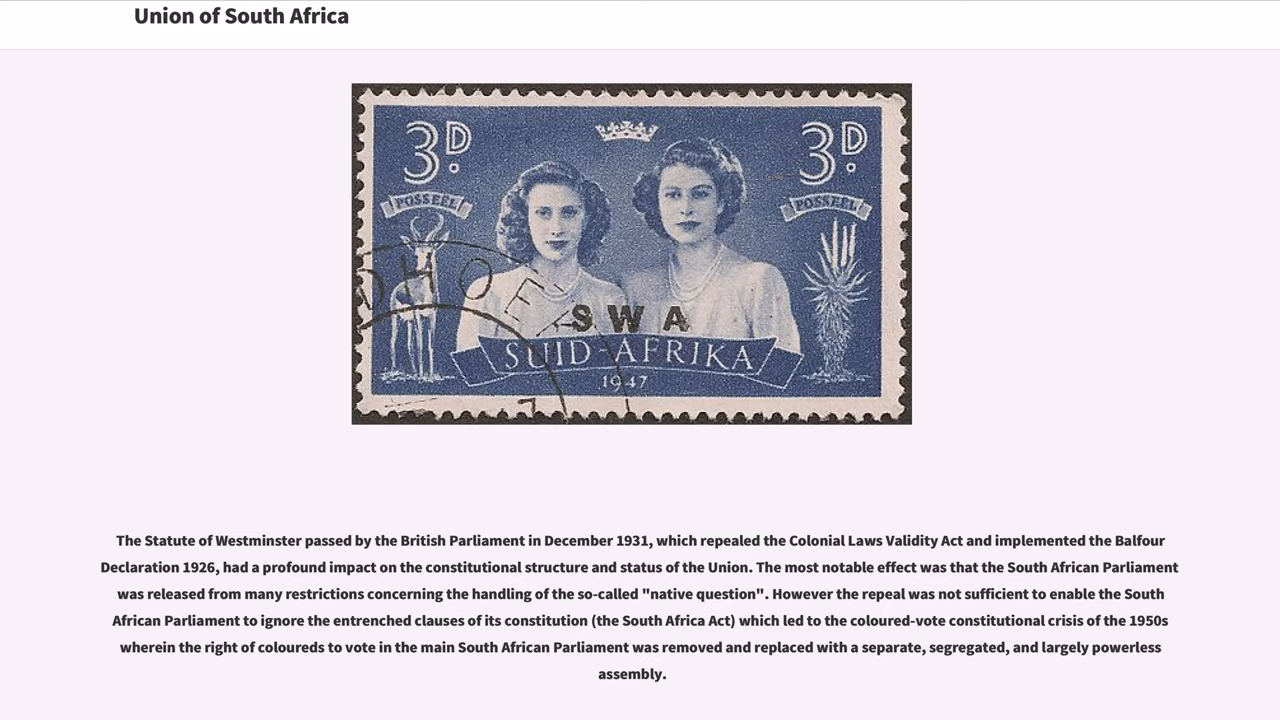 Union of South Africa
3D. 3D.
POSSEËL POSSEËL
DHOE
S W A
SUID-AFRIKA
1947
7
The Statute of Westminster passed by the British Parliament in December 1931, which repealed the Colonial Laws Validity Act and implemented the Balfour
Declaration 1926, had a profound impact on the constitutional structure and status of the Union. The most notable effect was that the South African Parliament
was released from many restrictions concerning the handling of the so-called "native question". However the repeal was not sufficient to enable the South
African Parliament to ignore the entrenched clauses of its constitution (the South Africa Act) which led to the coloured-vote constitutional crisis of the 1950s
wherein the right of coloureds to vote in the main South African Parliament was removed and replaced with a separate, segregated, and largely powerless
assembly.